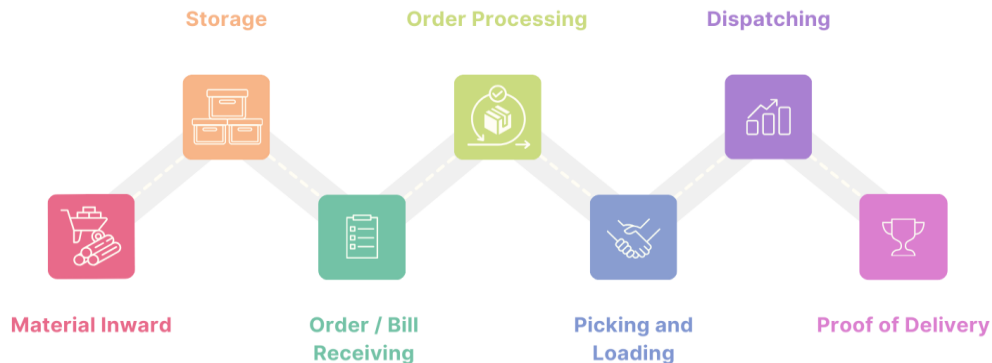 Storage
Order Processing
Dispatching
Material Inward
Order / Bill
Receiving
Picking and
Loading
Proof of Delivery